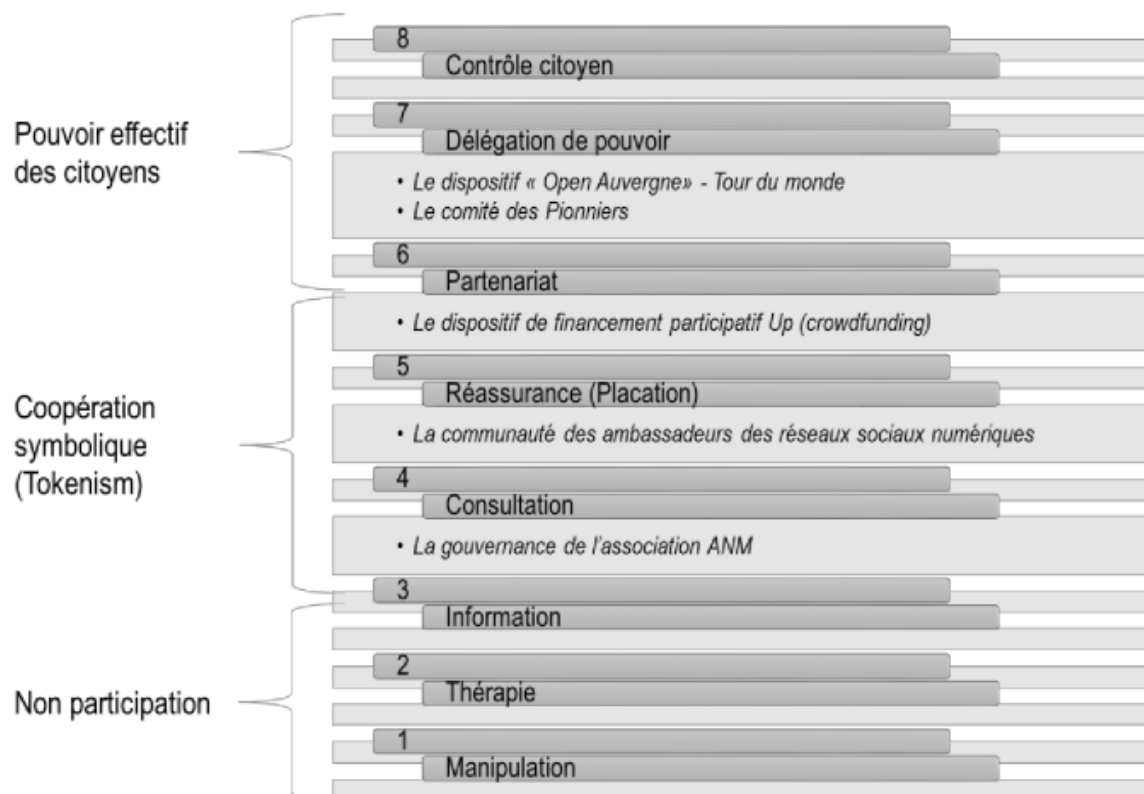 8
Contrôle citoyen
7
Pouvoir effectif
des citoyens
Délégation de pouvoir
• Le dispositif « Open Auvergne» - Tour du monde
• Le comité des Pionniers
6
Partenariat
• Le dispositif de financement participatif Up (crowdfunding)
5
Réassurance (Placation)
Coopération
symbolique
(Tokenism)
• La communauté des ambassadeurs des réseaux sociaux numériques
4
Consultation
• La gouvernance de l'association ANM
3
Information
2
Thérapie
Non participation
1
Manipulation